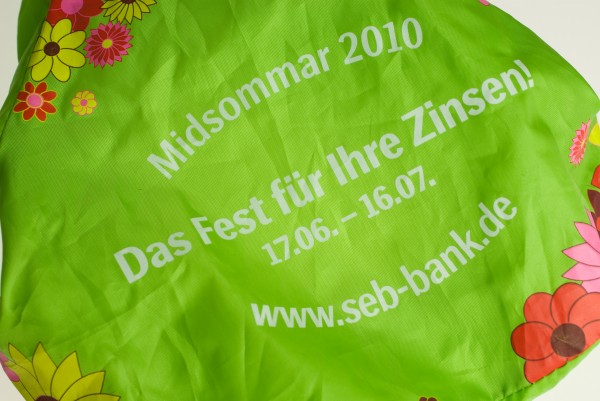 Midsommar 2010
Das Fest für Ihre Zinsen!
17.06. – 16.07.
www.seb-bank.de